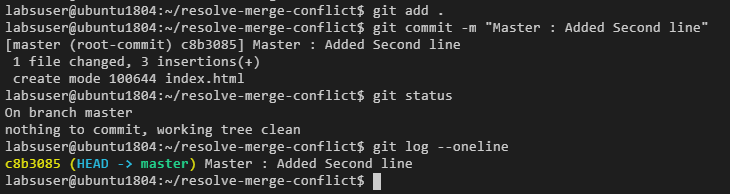 labsuser@ubuntu1804:~/resolve-merge-conflict$ git add .
labsuser@ubuntu1804:~/resolve-merge-conflict$ git commit -m "Master : Added Second line"
[master (root-commit) c8b3085] Master : Added Second line
 1 file changed, 3 insertions(+)
 create mode 100644 index.html
labsuser@ubuntu1804:~/resolve-merge-conflict$ git status
On branch master
nothing to commit, working tree clean
labsuser@ubuntu1804:~/resolve-merge-conflict$ git log --oneline
c8b3085 (HEAD -> master) Master : Added Second line
labsuser@ubuntu1804:~/resolve-merge-conflict$